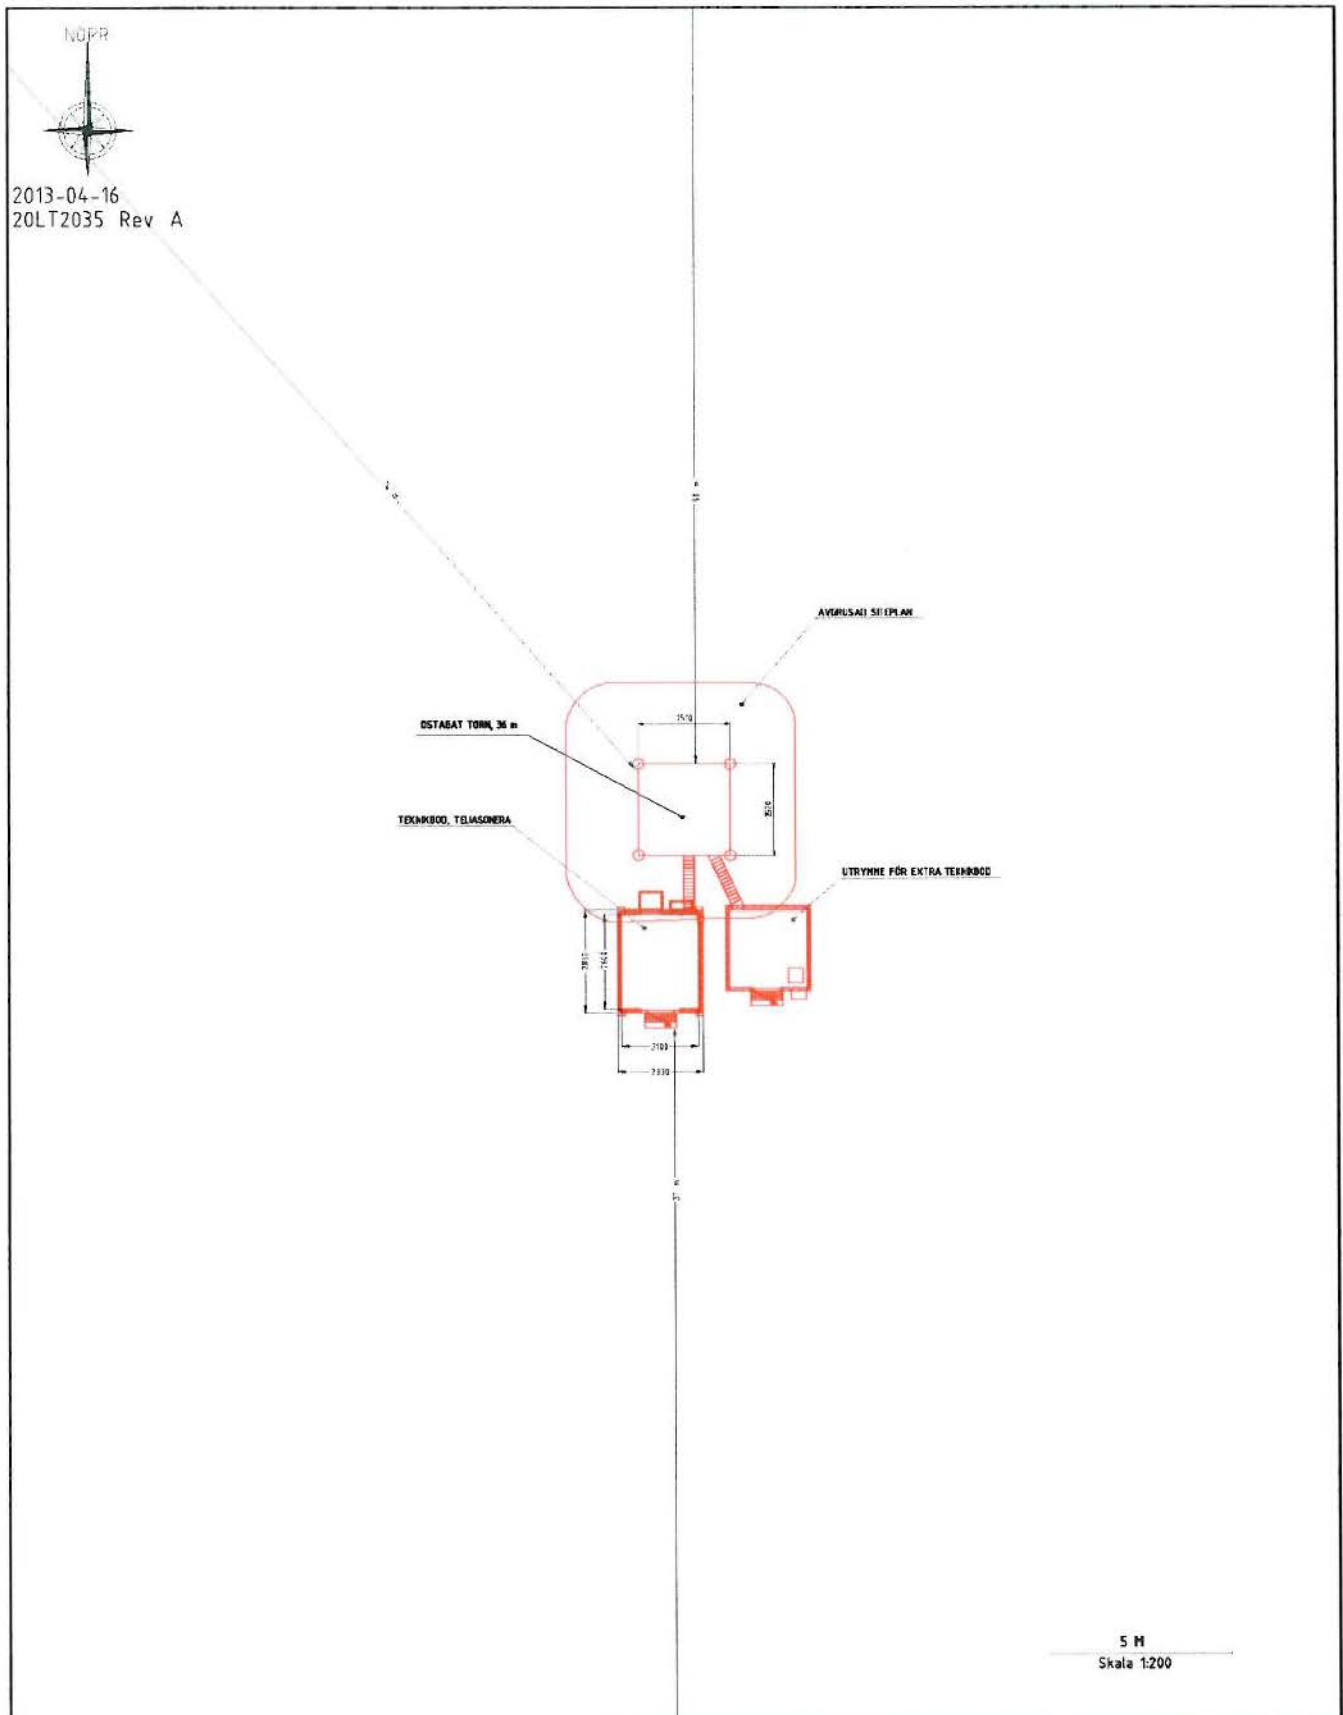 NORR
2013-04-16
20LT2035 Rev A
AVGRUSAD SITEPLAN
OSTAGAT TORN, 36 m
TEKNIKBOD, TELIASONERA
UTRYMME FÖR EXTRA TEKNIKBOD
2100
37 m
5 M
Skala 1:200